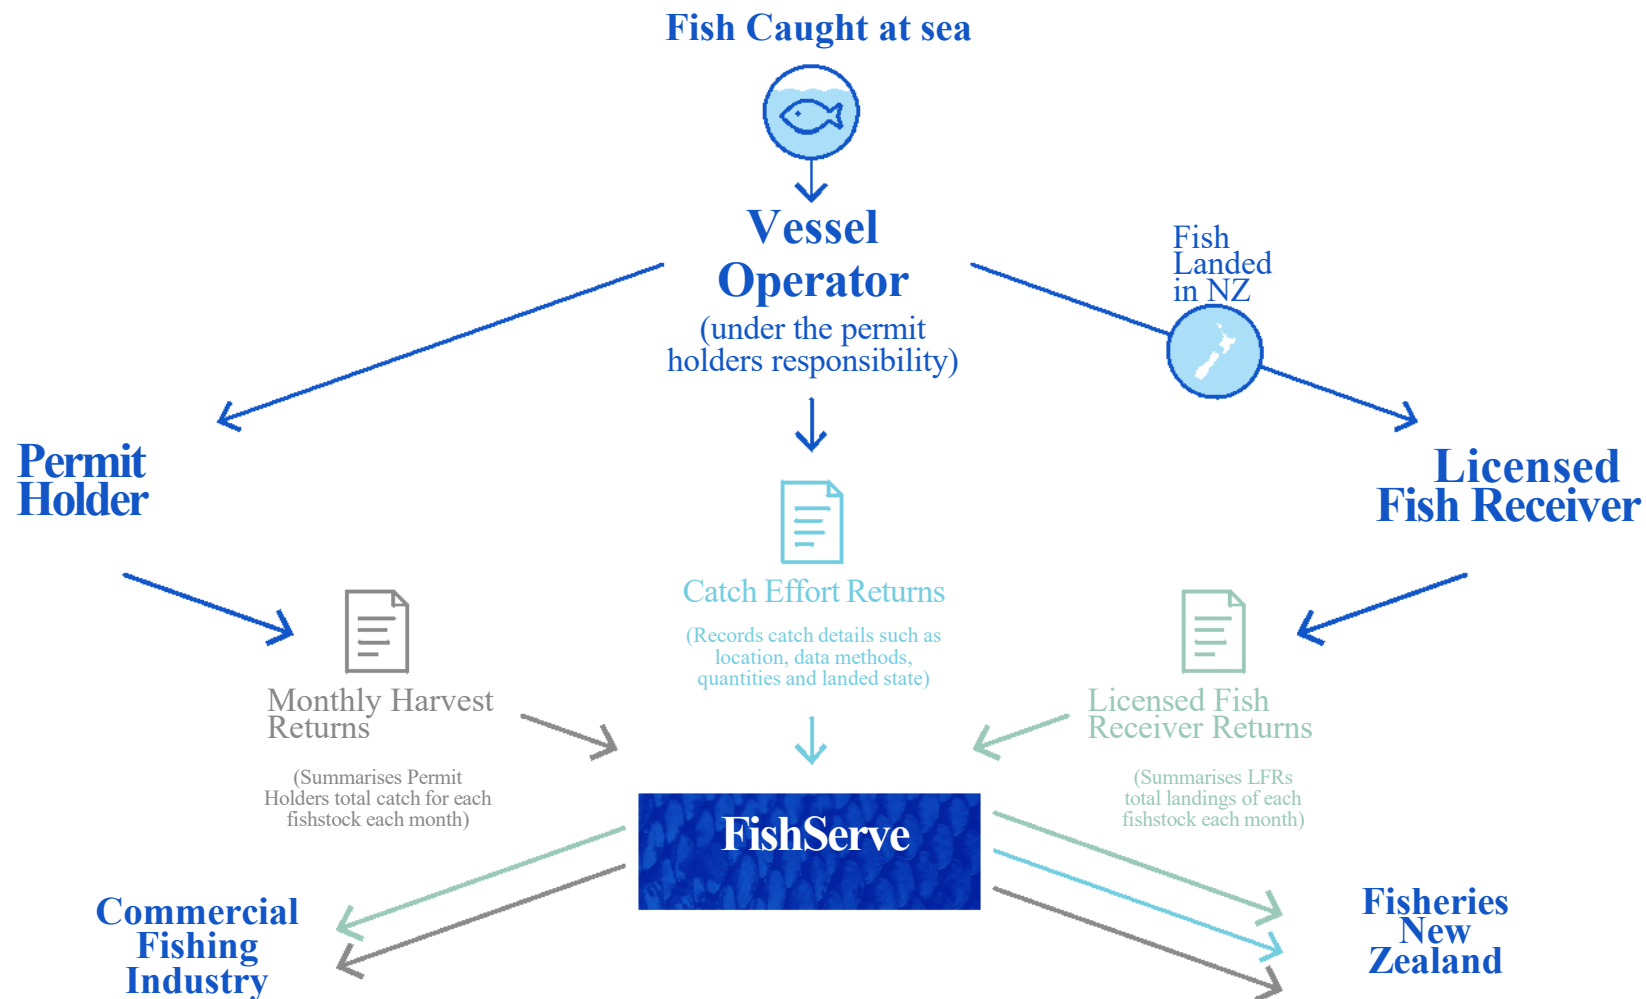 Fish Caught at sea
Vessel
Operator
(under the permit
holders responsibility)
Fish
Landed
in NZ
Permit
Holder
Licensed
Fish Receiver
Catch Effort Returns
(Records catch details such as
location, data methods,
quantities and landed state)
Monthly Harvest
Returns
(Summarises Permit
Holders total catch for each
fishstock each month)
Licensed Fish
Receiver Returns
(Summarises LFRs
total landings of each
fishstock each month)
FishServe
Commercial
Fishing
Industry
Fisheries
New
Zealand